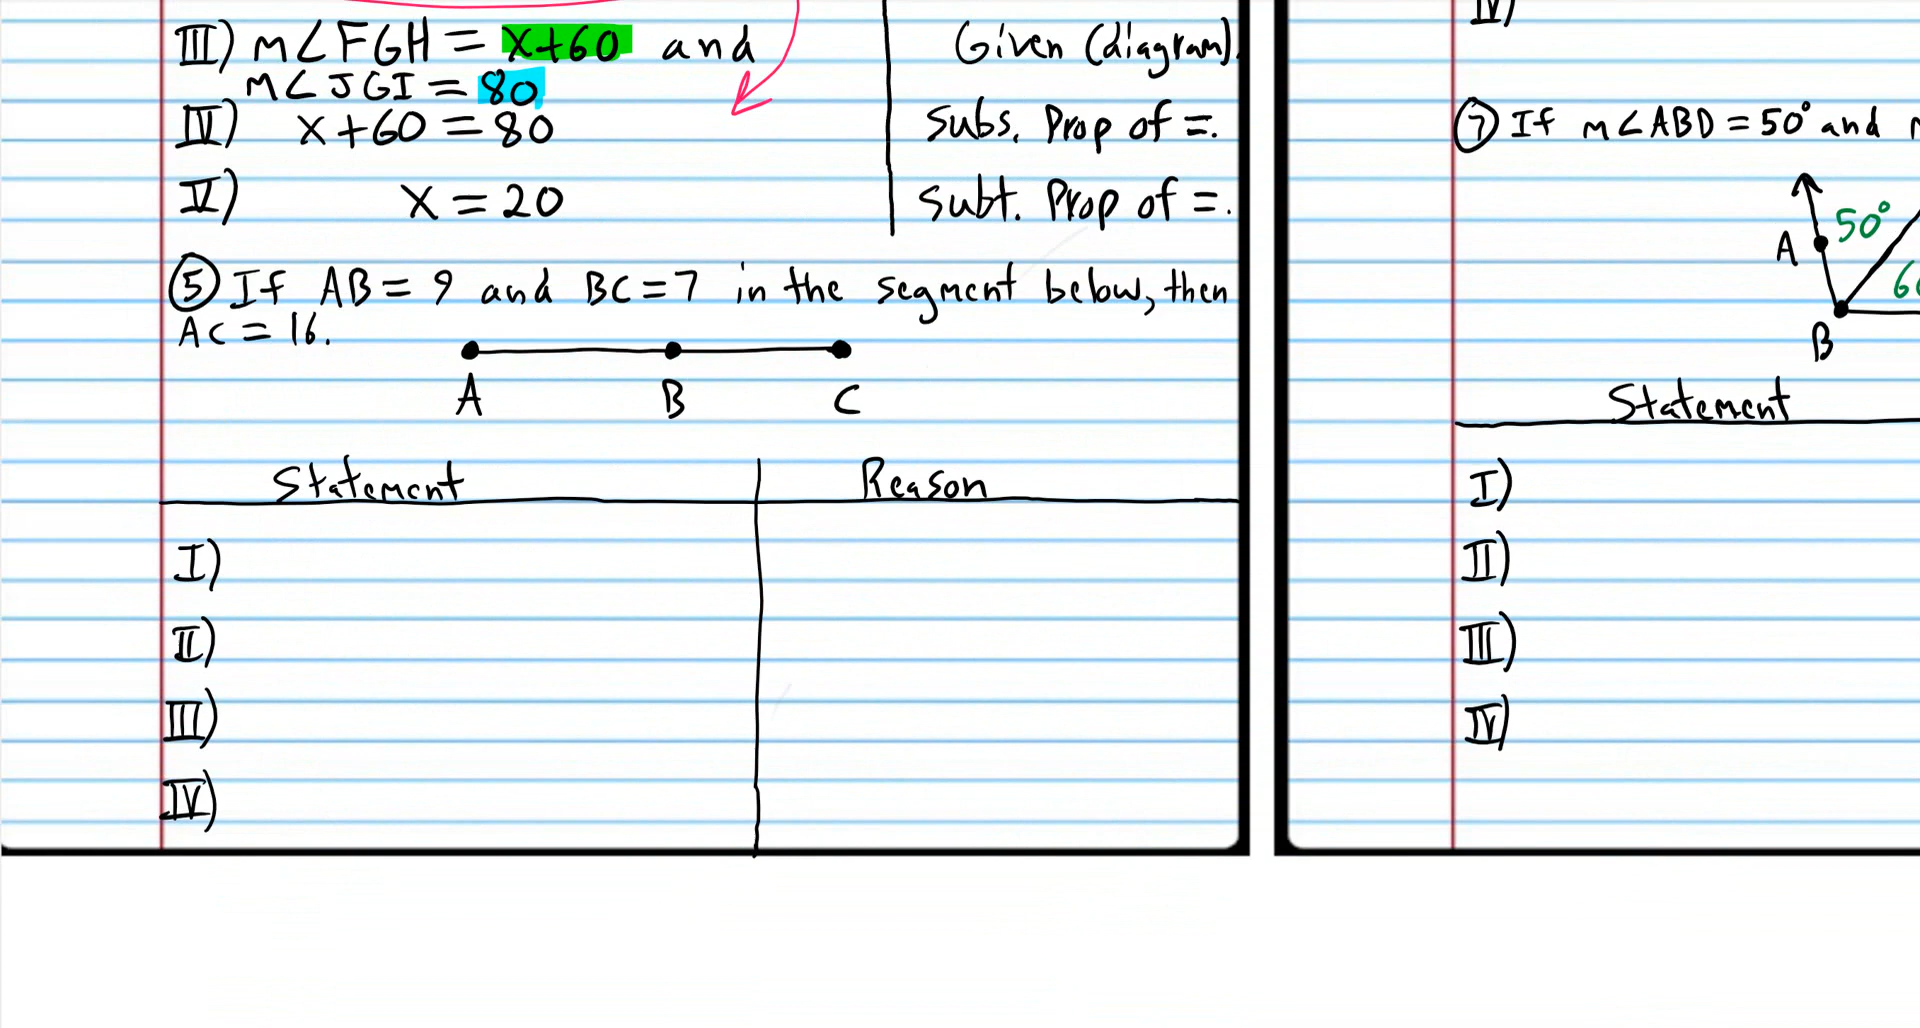 III) m∠FGH = x+60 and
m∠JGI = 80
Given (diagram).
IV) x+60 = 80
Subs. Prop of =.
V) x = 20
Subt. Prop of =.
⑤ If AB = 9 and BC = 7 in the segment below, then
AC = 16.
A B C
Statement Reason
I)
II)
III)
IV)
IV)
⑦ If m∠ABD = 50° and
50°
A
6
B
Statement
I)
II)
III)
IV)